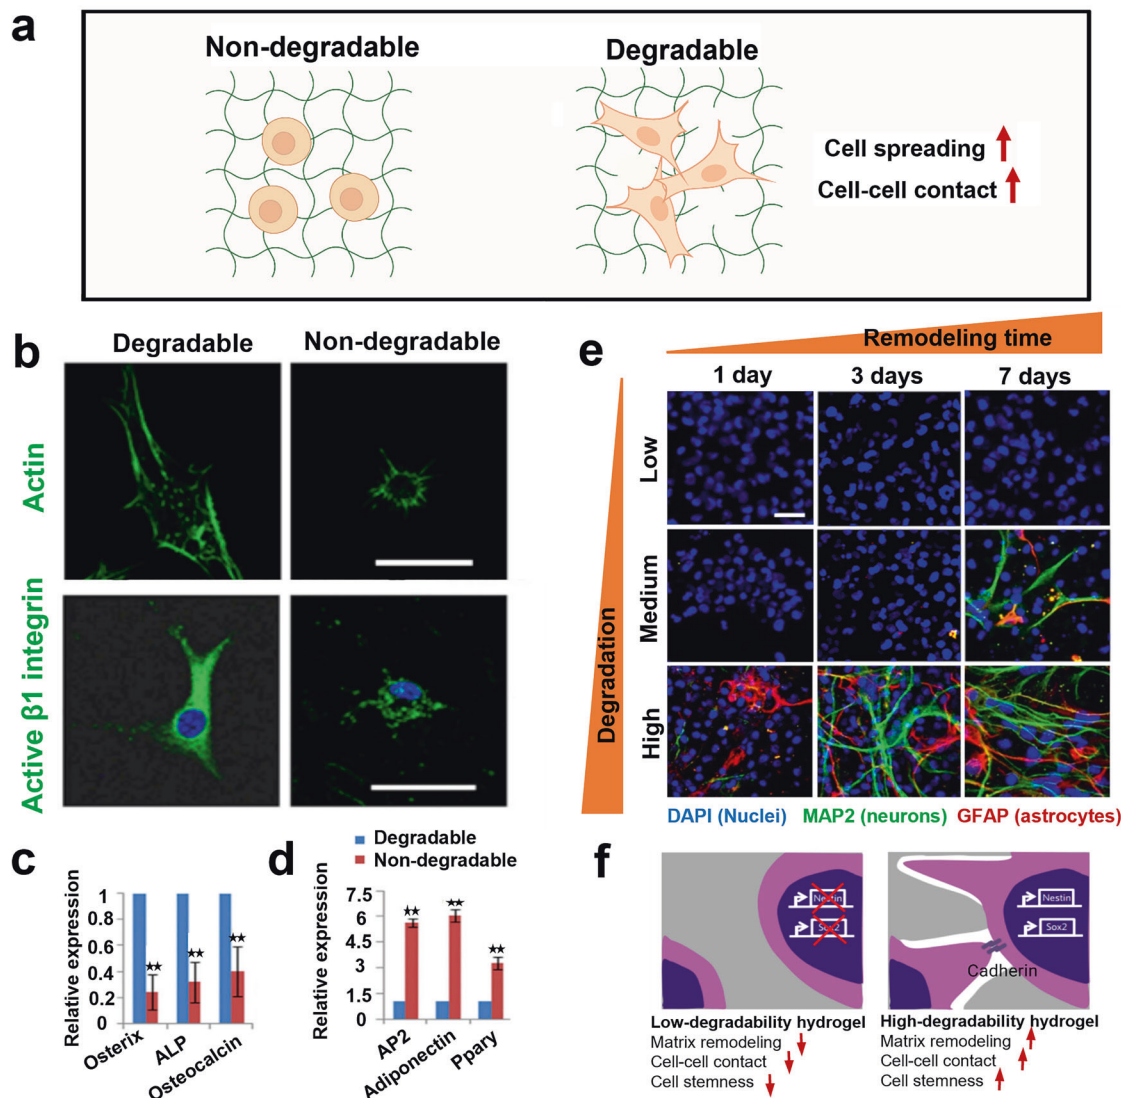 a
Non-degradable
Degradable
Cell spreading
Cell-cell contact
b
Degradable
Non-degradable
Actin
Active β1 integrin
e
Remodeling time
1 day
3 days
7 days
Degradation
Low
Medium
High
DAPI (Nuclei)
MAP2 (neurons)
GFAP (astrocytes)
c
Relative expression
1
0.8
0.6
0.4
0.2
0
★★
★★
★★
Osterix
ALP
Osteocalcin
d
Degradable
Non-degradable
Relative expression
7.5
6
4.5
3
1.5
0
★★
★★
★★
AP2
Adiponectin
Ppary
f
Nestin
Sox2
Low-degradability hydrogel
Matrix remodeling
Cell-cell contact
Cell stemness
Nestin
Sox2
Cadherin
High-degradability hydrogel
Matrix remodeling
Cell-cell contact
Cell stemness